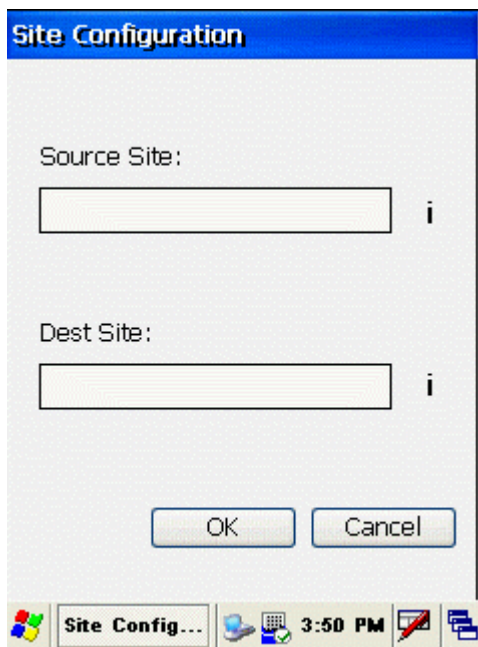 Site Configuration
Source Site:
i
Dest Site:
i
OK Cancel
Site Config... 3:50 PM